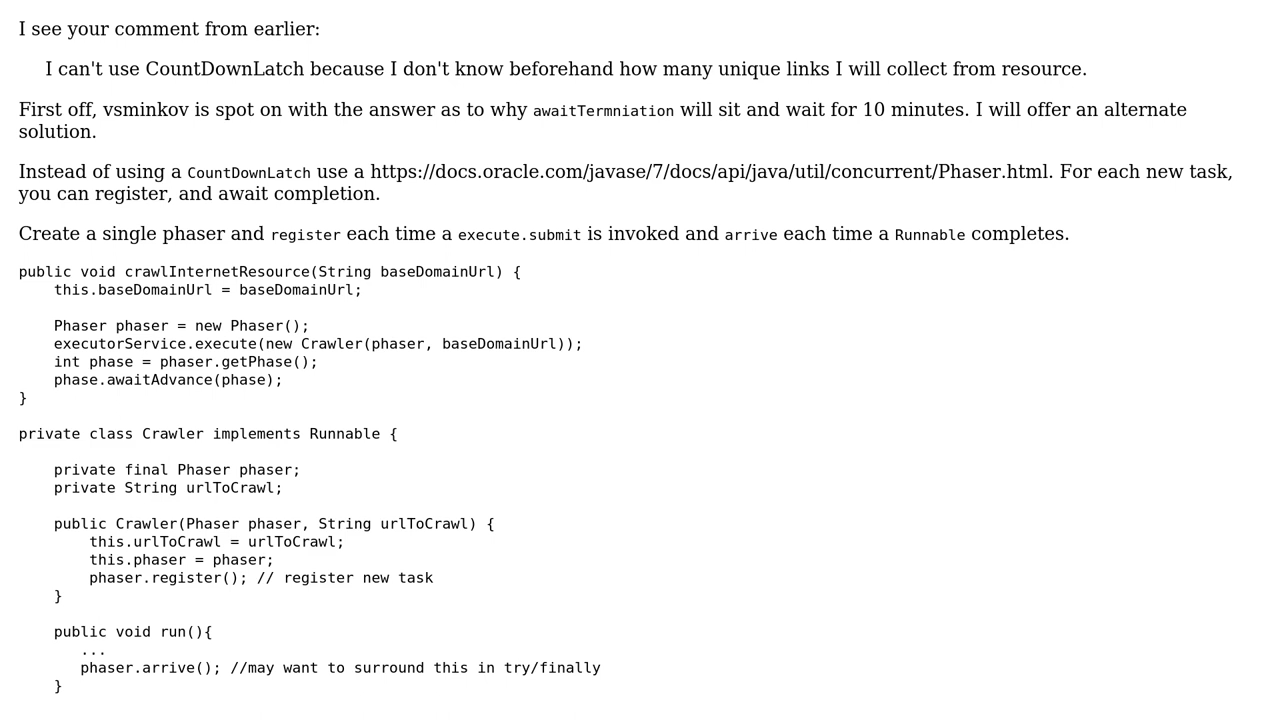 I see your comment from earlier:
I can't use CountDownLatch because I don't know beforehand how many unique links I will collect from resource.
First off, vsminkov is spot on with the answer as to why awaitTermniation will sit and wait for 10 minutes. I will offer an alternate
solution.
Instead of using a CountDownLatch use a https://docs.oracle.com/javase/7/docs/api/java/util/concurrent/Phaser.html. For each new task,
you can register, and await completion.
Create a single phaser and register each time a execute.submit is invoked and arrive each time a Runnable completes.
public void crawlInternetResource(String baseDomainUrl) {
    this.baseDomainUrl = baseDomainUrl;

    Phaser phaser = new Phaser();
    executorService.execute(new Crawler(phaser, baseDomainUrl));
    int phase = phaser.getPhase();
    phase.awaitAdvance(phase);
}

private class Crawler implements Runnable {

    private final Phaser phaser;
    private String urlToCrawl;

    public Crawler(Phaser phaser, String urlToCrawl) {
        this.urlToCrawl = urlToCrawl;
        this.phaser = phaser;
        phaser.register(); // register new task
    }

    public void run(){
       ...
       phaser.arrive(); //may want to surround this in try/finally
    }